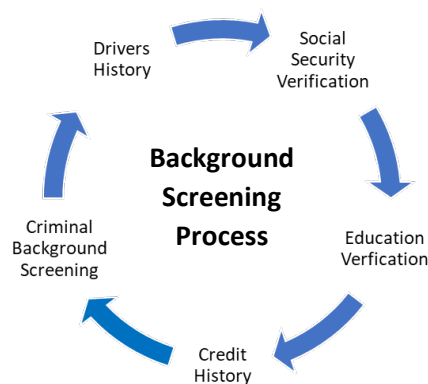 Drivers
History
Social
Security
Verification
Background
Screening
Process
Education
Verfication
Credit
History
Criminal
Background
Screening